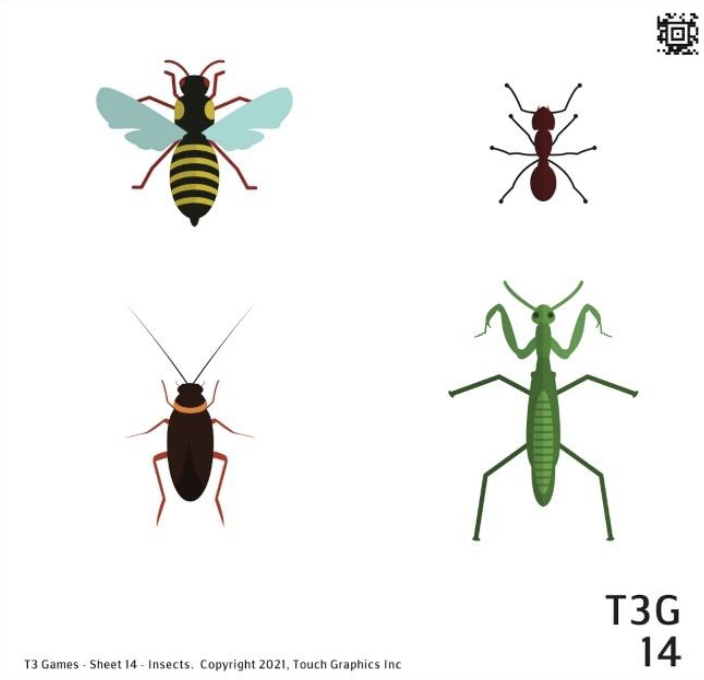 T3G
14
T3 Games - Sheet 14 - Insects. Copyright 2021, Touch Graphics Inc